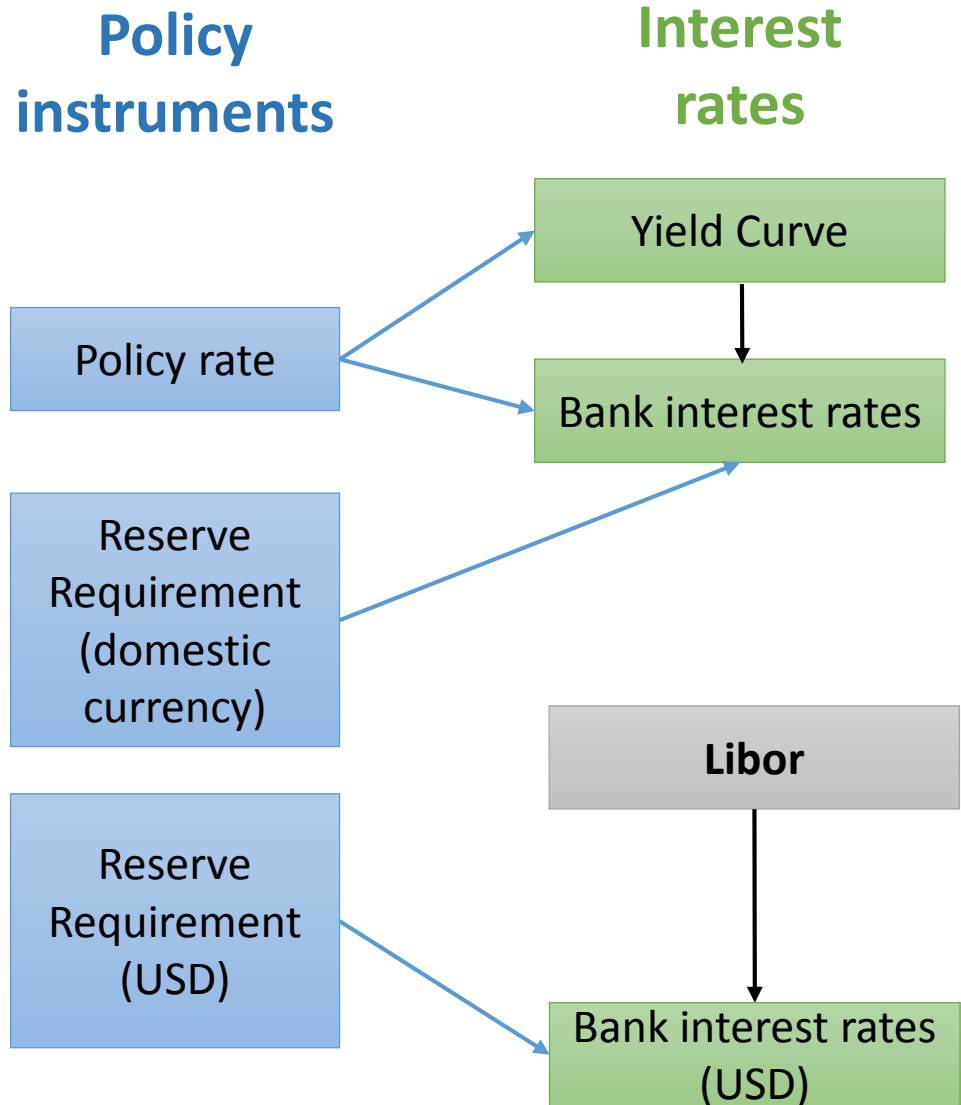 Policy
instruments
Interest
rates
Yield Curve
Policy rate
Bank interest rates
Reserve
Requirement
(domestic
currency)
Libor
Reserve
Requirement
(USD)
Bank interest rates
(USD)